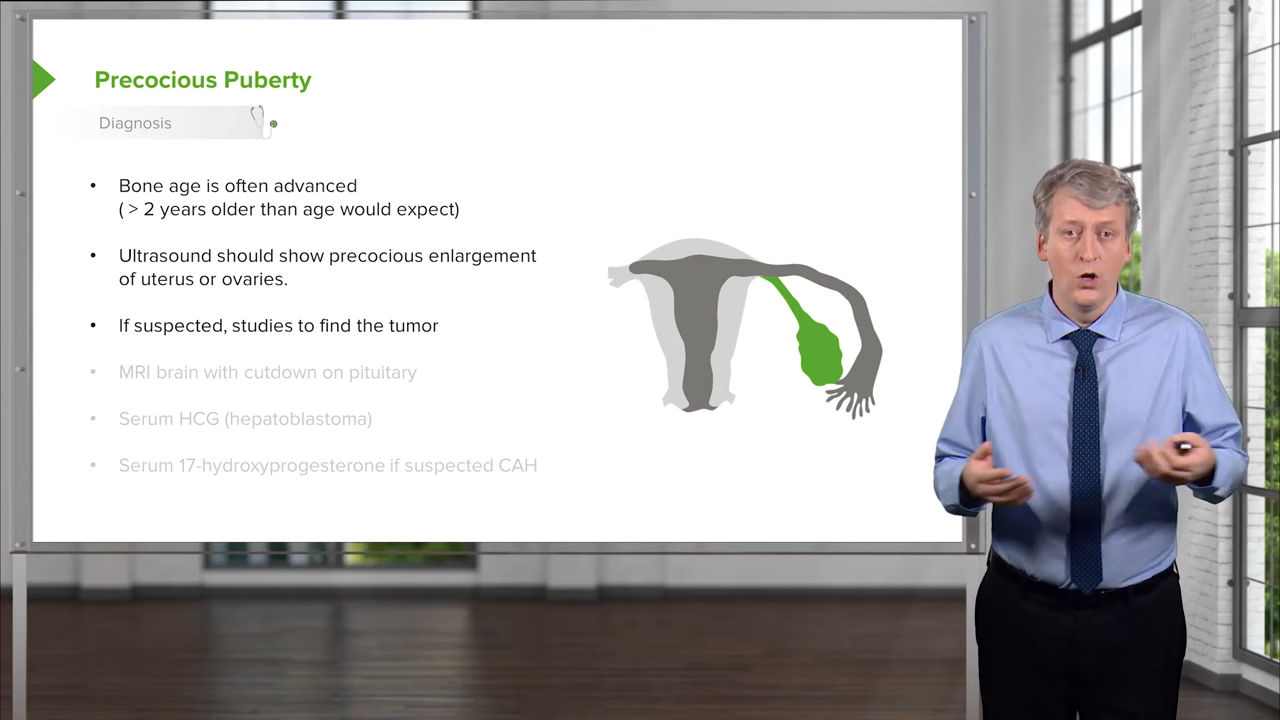 Precocious Puberty
Diagnosis
• Bone age is often advanced
( > 2 years older than age would expect)
• Ultrasound should show precocious enlargement
of uterus or ovaries.
• If suspected, studies to find the tumor
• MRI brain with cutdown on pituitary
• Serum HCG (hepatoblastoma)
• Serum 17-hydroxyprogesterone if suspected CAH